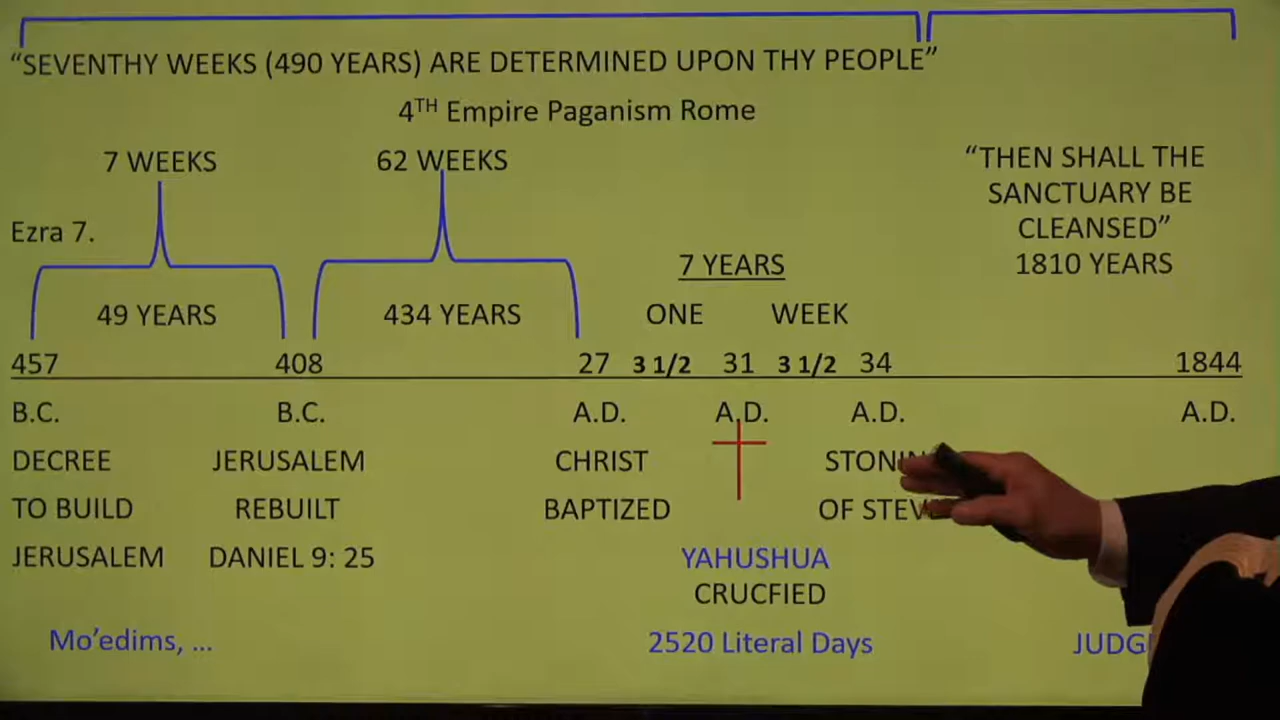 “SEVENTHY WEEKS (490 YEARS) ARE DETERMINED UPON THY PEOPLE”
4TH Empire Paganism Rome
7 WEEKS
62 WEEKS
“THEN SHALL THE
SANCTUARY BE
CLEANSED”
1810 YEARS
Ezra 7.
7 YEARS
49 YEARS
434 YEARS
ONE WEEK
457 408 27 3 1/2 31 3 1/2 34 1844
B.C. B.C. A.D. A.D. A.D. A.D.
DECREE
TO BUILD
JERUSALEM
JERUSALEM
REBUILT
DANIEL 9: 25
CHRIST
BAPTIZED
YAHUSHUA
CRUCFIED
OF
Mo’edims, ...
2520 Literal Days